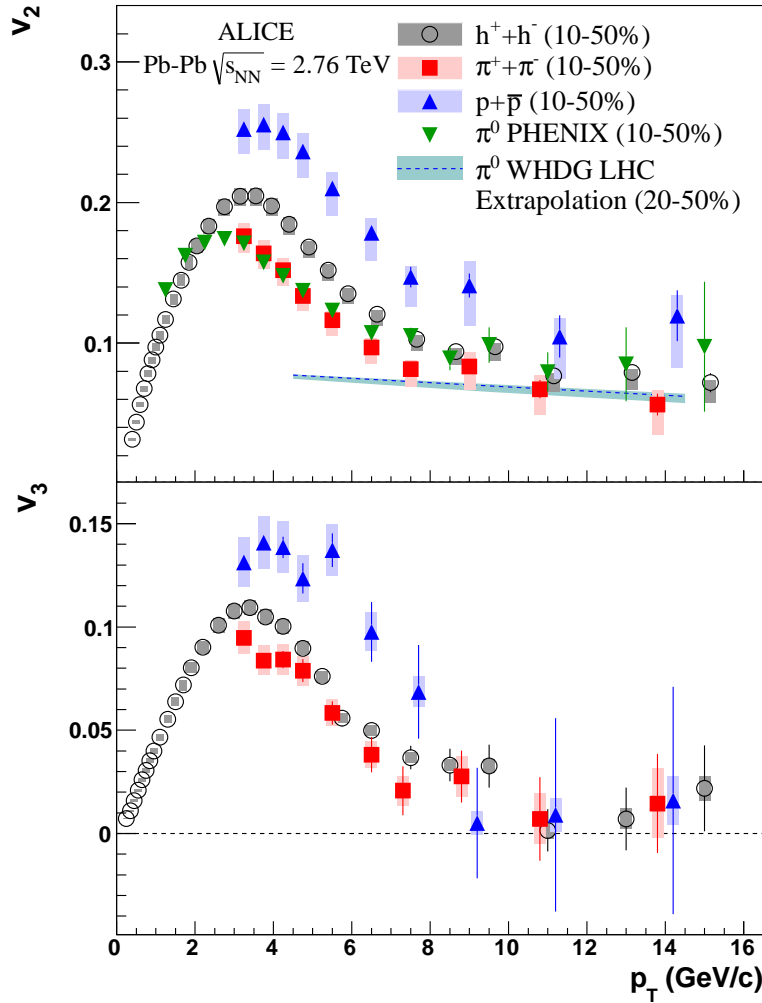 v2
ALICE
Pb-Pb √sNN = 2.76 TeV
h+ + h- (10-50%)
π+ + π- (10-50%)
p+p̅ (10-50%)
π0 PHENIX (10-50%)
π0 WHDG LHC
Extrapolation (20-50%)
0.3
0.2
0.1
v3
0.15
0.1
0.05
0
0 2 4 6 8 10 12 14 16
pT (GeV/c)